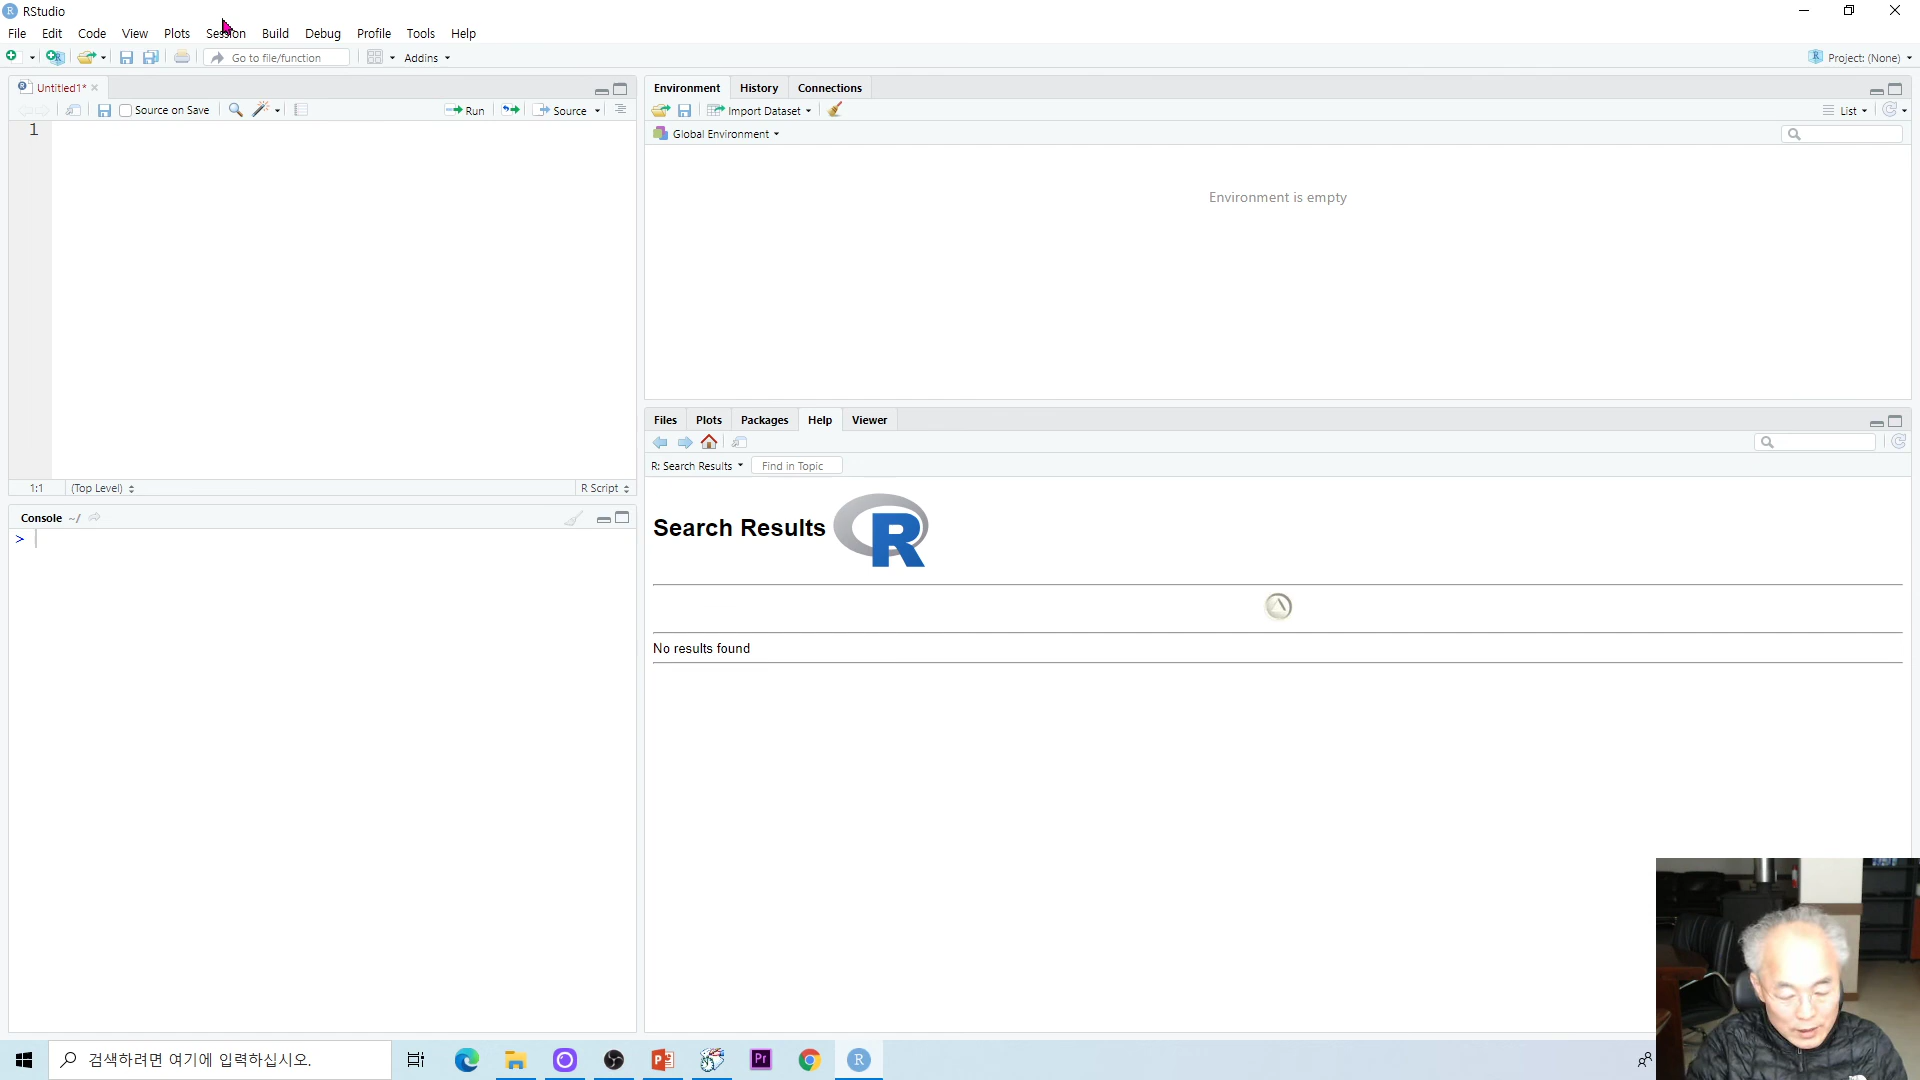 RStudio
File Edit Code View Plots Session Build Debug Profile Tools Help
Go to file/function Addins Project: (None)
Untitled1*
Source on Save Run Source
1
1:1 (Top Level) R Script
Console ~/
>
Environment History Connections
Import Dataset List
Global Environment
Environment is empty
Files Plots Packages Help Viewer
R: Search Results Find in Topic
Search Results R
No results found
검색하려면 여기에 입력하십시오.
Pr
R